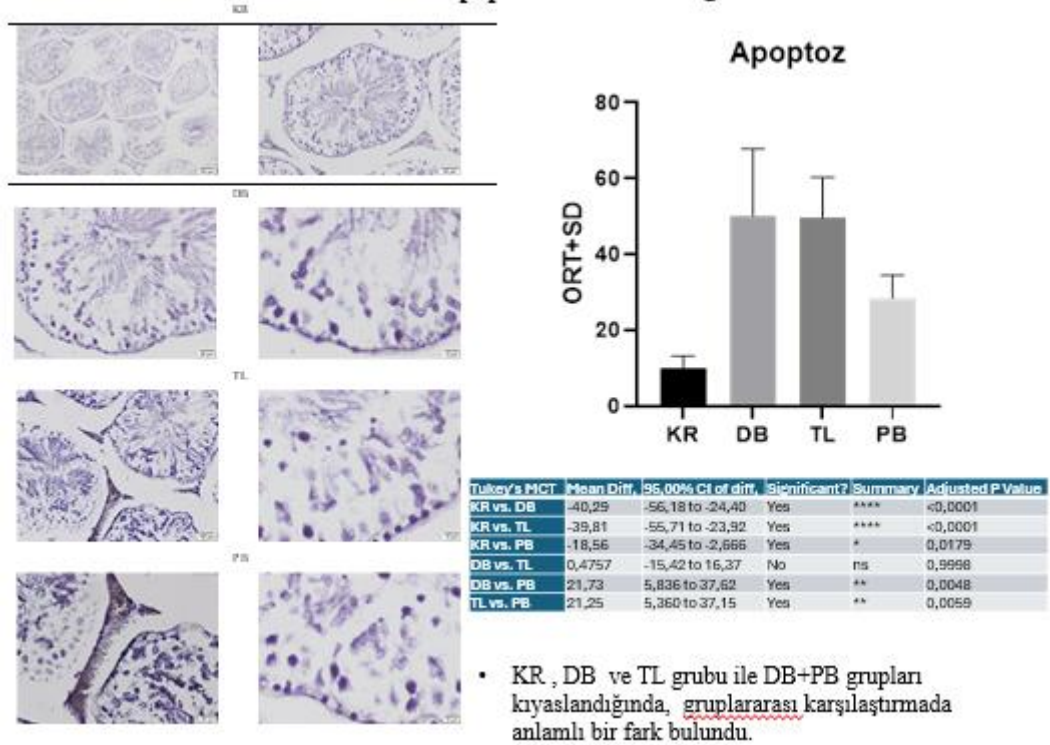 KR
DB
TL
PB
Apoptoz
ORT+SD
80
60
40
20
0
KR DB TL PB
Tukey's MCT Mean Diff, 95,00% CI of diff, Significant? Summary Adjusted P Value
KR vs. DB -40,29 -56,18 to -24,40 Yes **** <0,0001
KR vs. TL -39,81 -55,71 to -23,92 Yes **** <0,0001
KR vs. PB -18,56 -34,45 to -2,666 Yes * 0,0179
DB vs. TL 0,4757 -15,42 to 16,37 No ns 0,9998
DB vs. PB 21,73 5,836 to 37,62 Yes ** 0,0048
TL vs. PB 21,25 5,360 to 37,15 Yes ** 0,0059
• KR , DB ve TL grubu ile DB+PB grupları
kıyaslandığında, gruplararası karşılaştırmada
anlamlı bir fark bulundu.